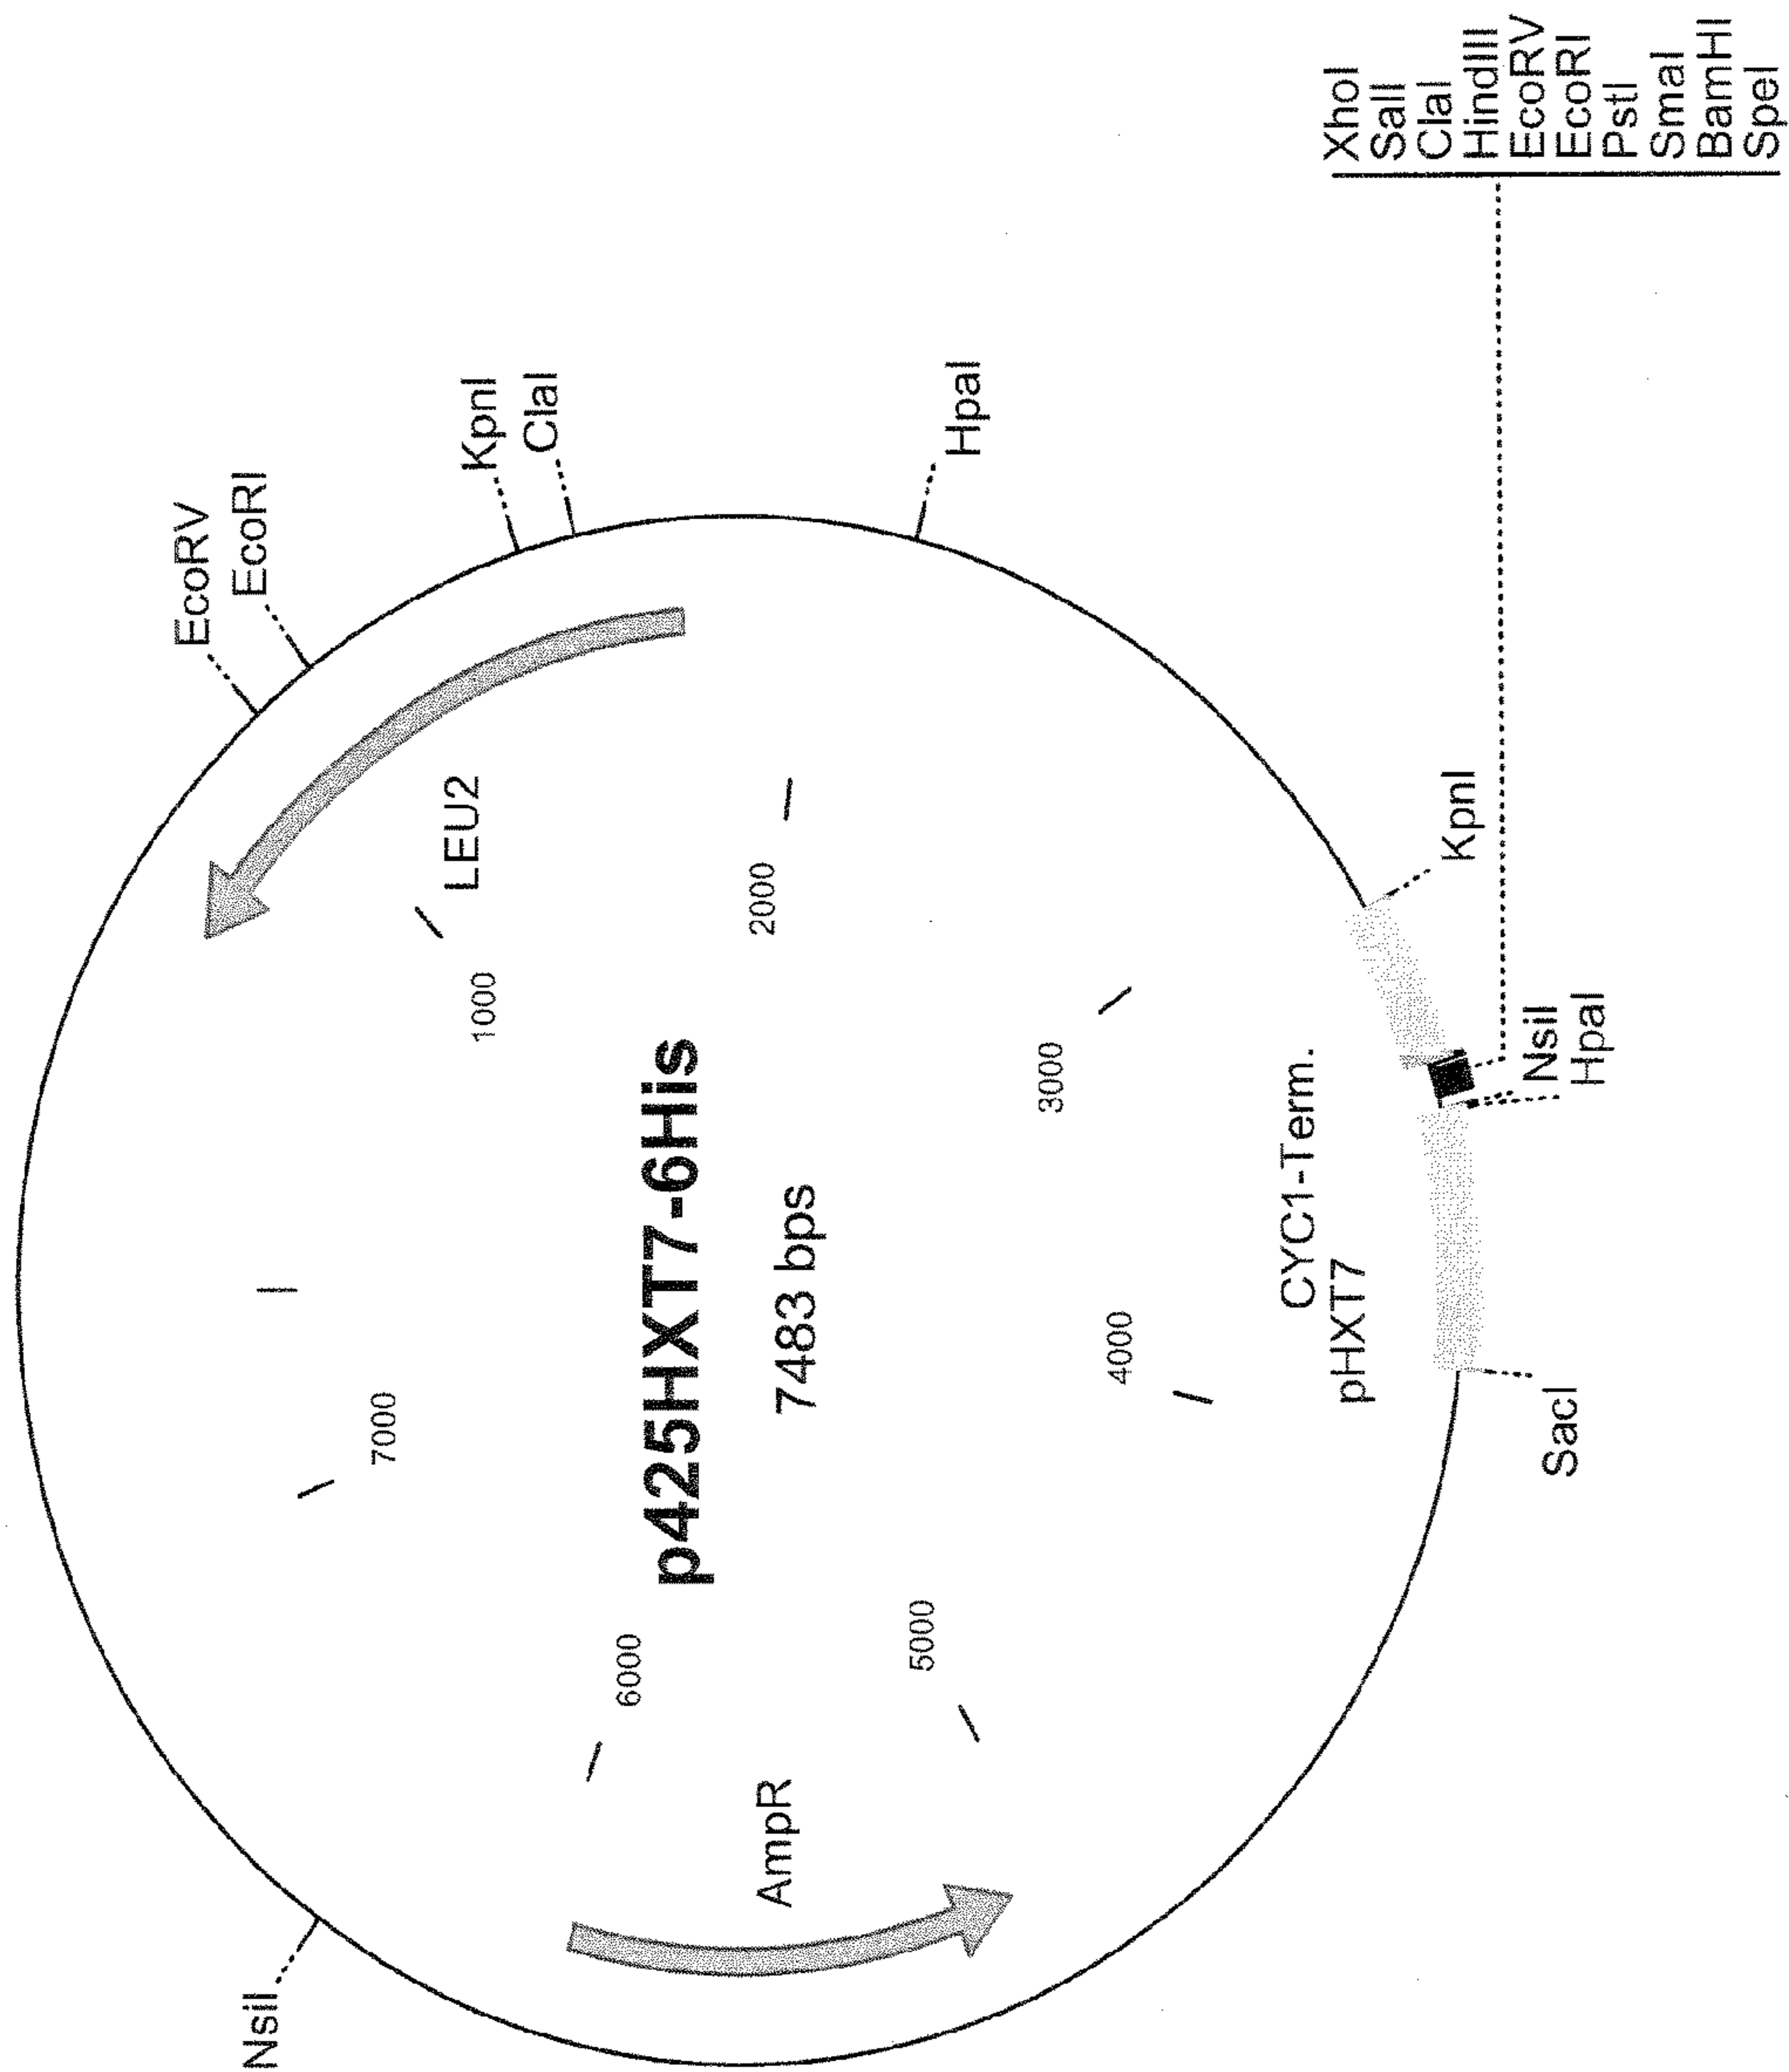 p425HXT7-6His
7483 bps
EcoRV
EcoRI
KpnI
ClaI
HpaI
KpnI
XhoI
SalI
ClaI
HindIII
EcoRV
EcoRI
PstI
SmaI
BamHI
SpeI
NsiI
HpaI
SacI
NsiI
LEU2
CYC1-Term.
pHXT7
AmpR
1000
2000
3000
4000
5000
6000
7000